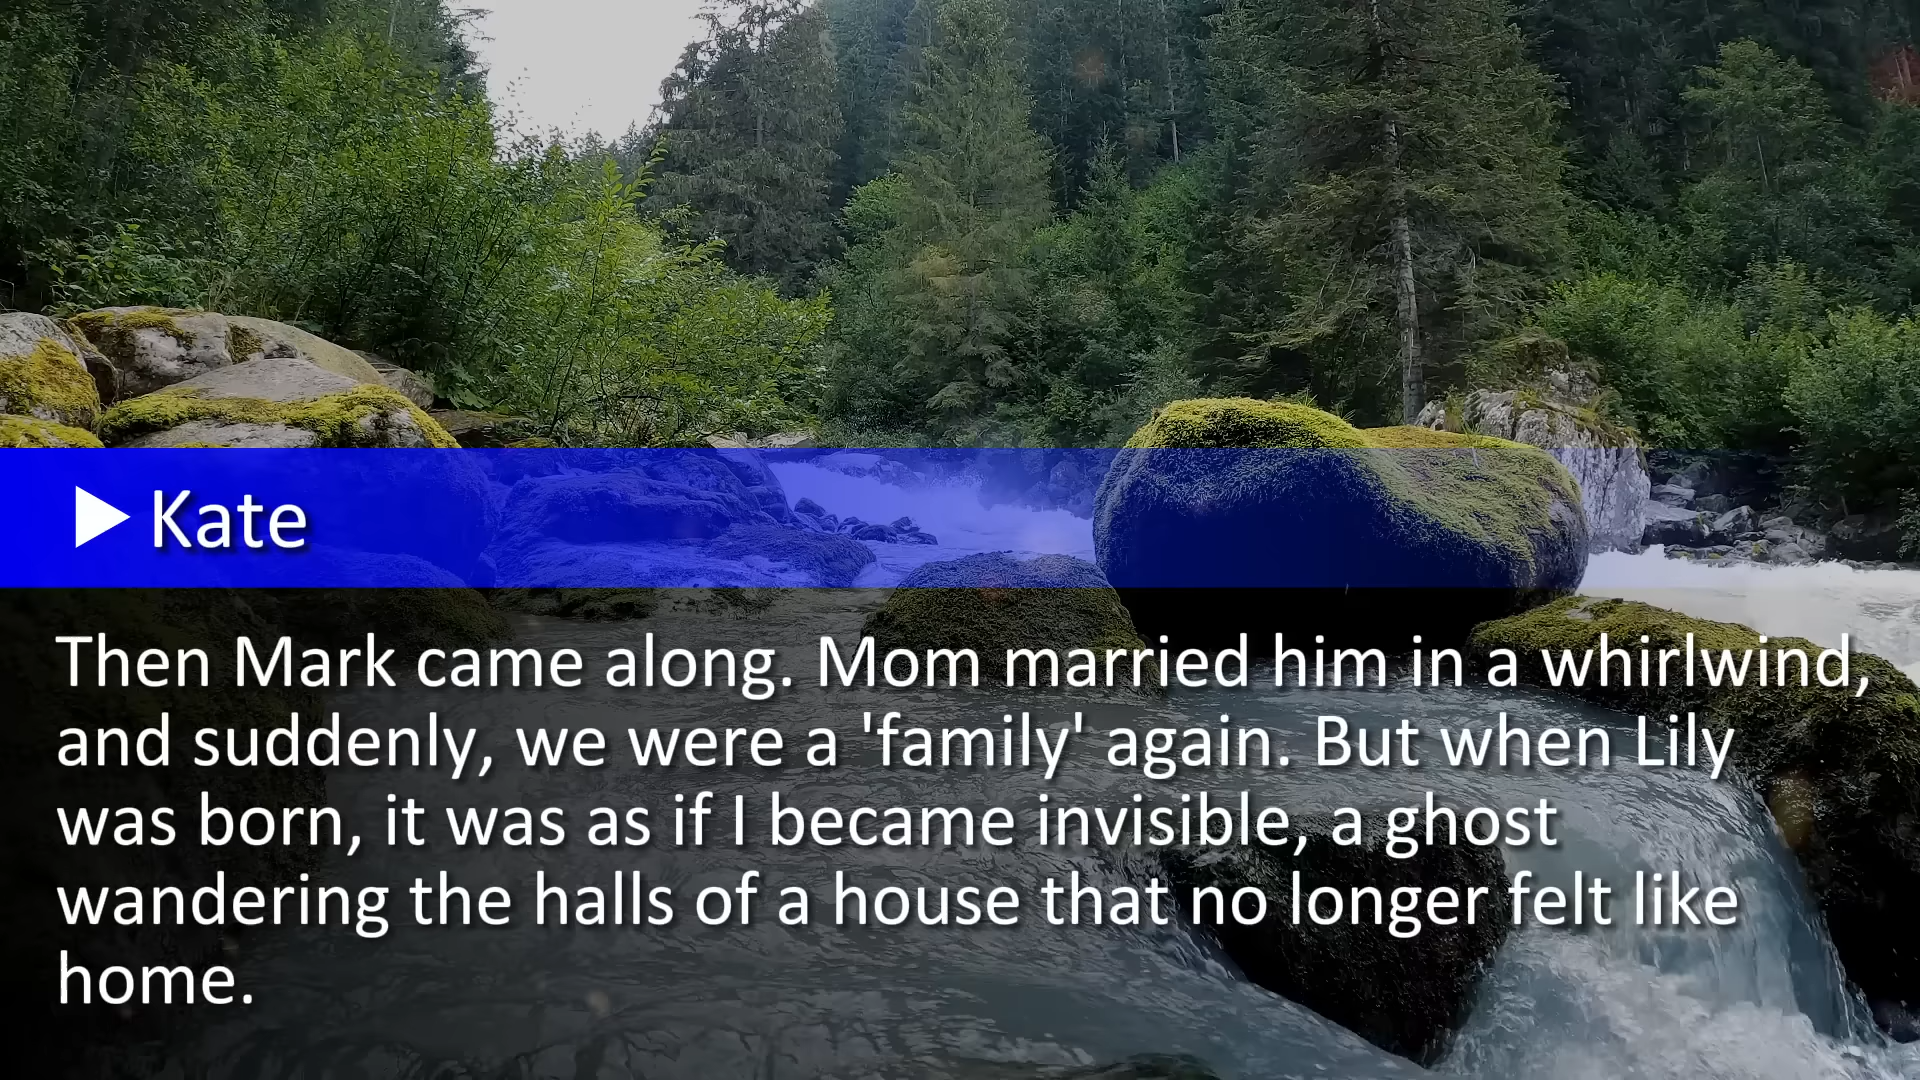 Kate
Then Mark came along. Mom married him in a whirlwind,
and suddenly, we were a 'family' again. But when Lily
was born, it was as if I became invisible, a ghost
wandering the halls of a house that no longer felt like
home.